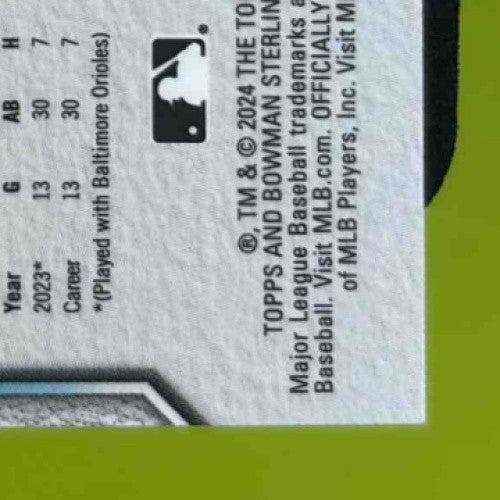 Year G AB H
2023* 13 30 7
Career 13 30 7
*(Played with Baltimore Orioles)
®, TM & © 2024 THE TO
TOPPS AND BOWMAN STERLIN
Major League Baseball trademarks a
Baseball. Visit MLB.com. OFFICIALLY
of MLB Players, Inc. Visit M